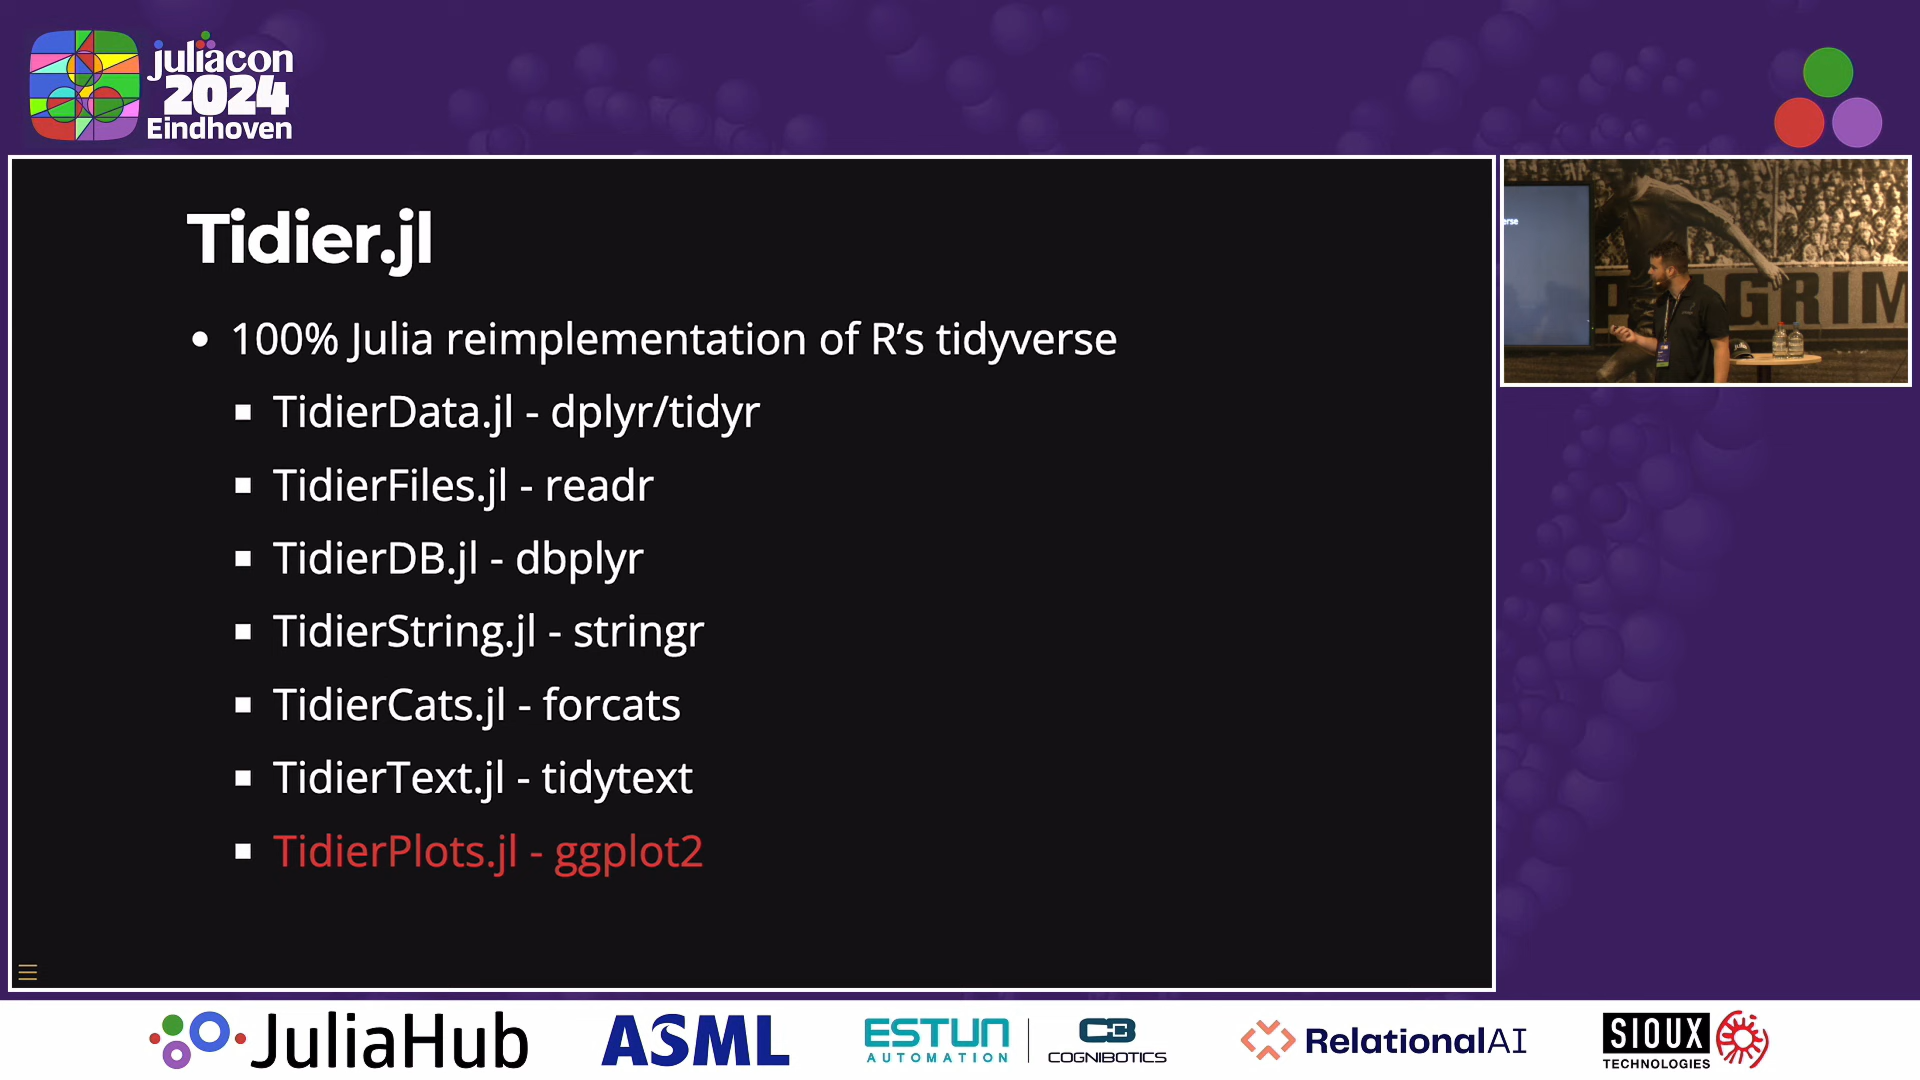 juliacon
2024
Eindhoven
Tidier.jl
100% Julia reimplementation of R’s tidyverse
TidierData.jl - dplyr/tidyr
TidierFiles.jl - readr
TidierDB.jl - dbplyr
TidierString.jl - stringr
TidierCats.jl - forcats
TidierText.jl - tidytext
TidierPlots.jl - ggplot2
erse
GRIM
JuliaHub
ASML
ESTUN
AUTOMATION
COGNIBOTICS
RelationalAI
SIOUX
TECHNOLOGIES